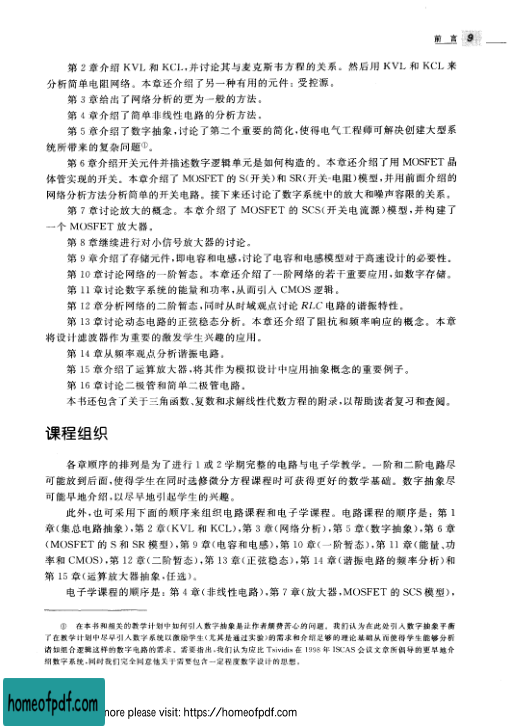 前 言 9
第 2 章介绍 KVL 和 KCL,并讨论其与麦克斯韦方程的关系。然后用 KVL 和 KCL 来
分析简单电阻网络。本章还介绍了另一种有用的元件:受控源。
第 3 章给出了网络分析的更为一般的方法。
第 4 章介绍了简单非线性电路的分析方法。
第 5 章介绍了数字抽象,讨论了第二个重要的简化,使得电气工程师可解决创建大型系
统所带来的复杂问题①。
第 6 章介绍开关元件并描述数字逻辑单元是如何构造的。本章还介绍了用 MOSFET 晶
体管实现的开关。本章介绍了 MOSFET 的 S(开关)和 SR(开关-电阻)模型,并用前面介绍的
网络分析方法分析简单的开关电路。接下来还讨论了数字系统中的放大和噪声容限的关系。
第 7 章讨论放大的概念。本章介绍了 MOSFET 的 SCS(开关电流源)模型,并构建了
一个 MOSFET 放大器。
第 8 章继续进行对小信号放大器的讨论。
第 9 章介绍了存储元件,即电容和电感,讨论了电容和电感模型对于高速设计的必要性。
第 10 章讨论网络的一阶暂态。本章还介绍了一阶网络的若干重要应用,如数字存储。
第 11 章讨论数字系统的能量和功率,从而引入 CMOS 逻辑。
第 12 章分析网络的二阶暂态,同时从时域观点讨论 RLC 电路的谐振特性。
第 13 章讨论动态电路的正弦稳态分析。本章还介绍了阻抗和频率响应的概念。本章
将设计滤波器作为重要的激发学生兴趣的应用。
第 14 章从频率观点分析谐振电路。
第 15 章介绍了运算放大器,将其作为模拟设计中应用抽象概念的重要例子。
第 16 章讨论二极管和简单二极管电路。
本书还包含了关于三角函数、复数和求解线性代数方程的附录,以帮助读者复习和查阅。
课程组织
各章顺序的排列是为了进行 1 或 2 学期完整的电路与电子学教学。一阶和二阶电路尽
可能放到后面,使得学生在同时选修微分方程课程时可获得更好的数学基础。数字抽象尽
可能早地介绍,以尽早地引起学生的兴趣。
此外,也可采用下面的顺序来组织电路课程和电子学课程。电路课程的顺序是:第 1
章(集总电路抽象),第 2 章(KVL 和 KCL),第 3 章(网络分析),第 5 章(数字抽象),第 6 章
(MOSFET 的 S 和 SR 模型),第 9 章(电容和电感),第 10 章(一阶暂态),第 11 章(能量、功
率和 CMOS),第 12 章(二阶暂态),第 13 章(正弦稳态),第 14 章(谐振电路的频率分析)和
第 15 章(运算放大器抽象,任选)。
电子学课程的顺序是:第 4 章(非线性电路),第 7 章(放大器,MOSFET 的 SCS 模型),
① 在本书和相关的教学计划中如何引入数字抽象是让作者颇费苦心的问题。我们认为在此处引入数字抽象平衡
了在教学计划中尽早引入数字系统以激励学生(尤其是通过实验)的需求和介绍足够的理论基础从而使得学生能够分析
诸如组合逻辑这样的数字电路的需求。需要指出,我们认为应比 Tsividis 在 1998 年 ISCAS 会议文章所倡导的更早地介
绍数字系统,同时我们完全同意他关于需要包含一定程度数字设计的思想。
homeofpdf.com
more please visit: https://homeofpdf.com